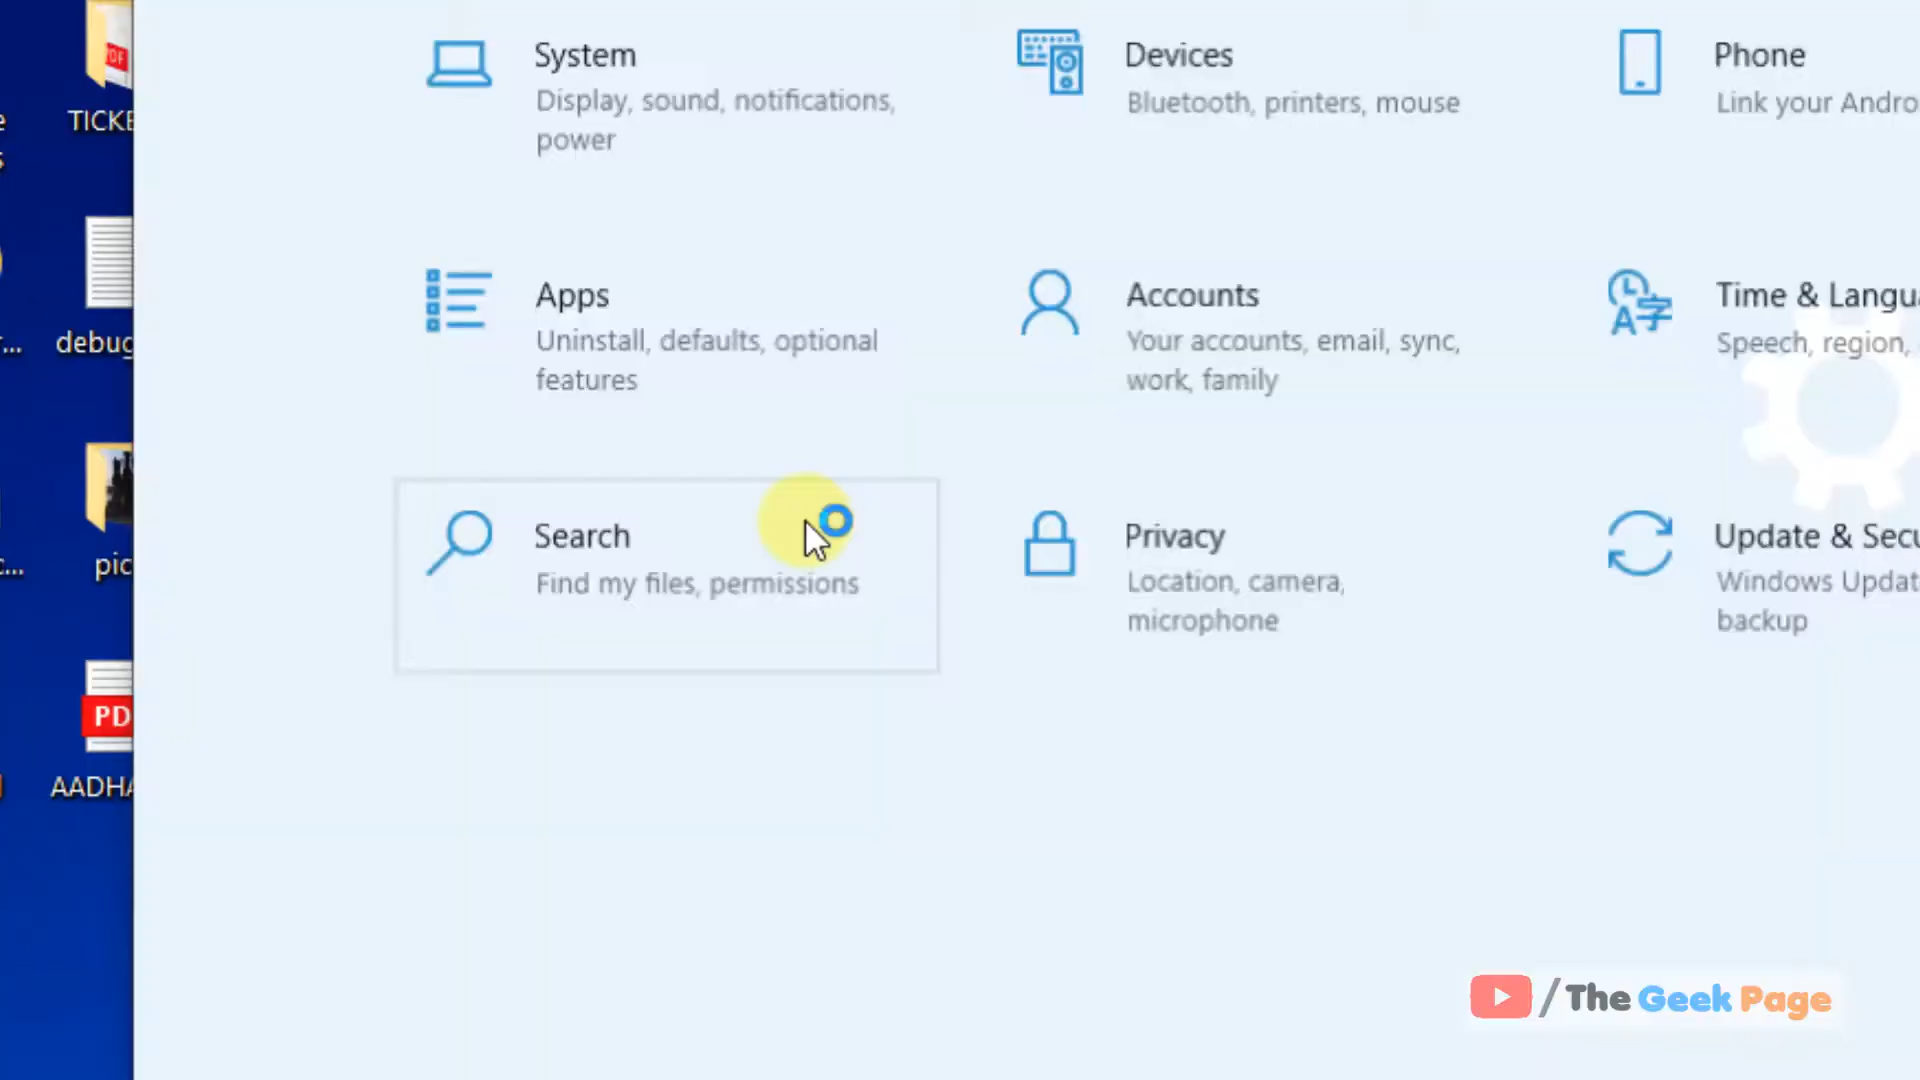 System
Display, sound, notifications,
power
Devices
Bluetooth, printers, mouse
Phone
Link your Andro
Apps
Uninstall, defaults, optional
features
Accounts
Your accounts, email, sync,
work, family
Time & Langua
Speech, region,
Search
Find my files, permissions
Privacy
Location, camera,
microphone
Update & Secu
Windows Updat
backup
TICKE
debug
pic
PD
AADHA
/The Geek Page